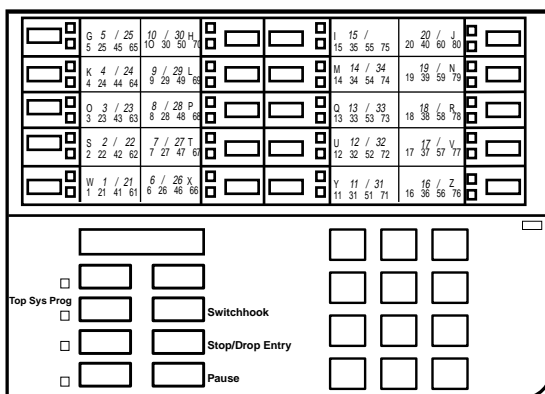 G 5 / 25 10 / 30 H I 15 / 20 / J
5 25 45 65 10 30 50 70 15 35 55 75 20 40 60 80
K 4 / 24 9 / 29 L M 14 / 34 19 / N
4 24 44 64 9 29 49 69 14 34 54 74 19 39 59 79
O 3 / 23 8 / 28 P Q 13 / 33 18 / R
3 23 43 63 8 28 48 68 13 33 53 73 18 38 58 78
S 2 / 22 7 / 27 T U 12 / 32 17 / V
2 22 42 62 7 27 47 67 12 32 52 72 17 37 57 77
W 1 / 21 6 / 26 X Y 11 / 31 16 / Z
1 21 41 61 6 26 46 66 11 31 51 71 16 36 56 76
Top Sys Prog
Switchhook
Stop/Drop Entry
Pause